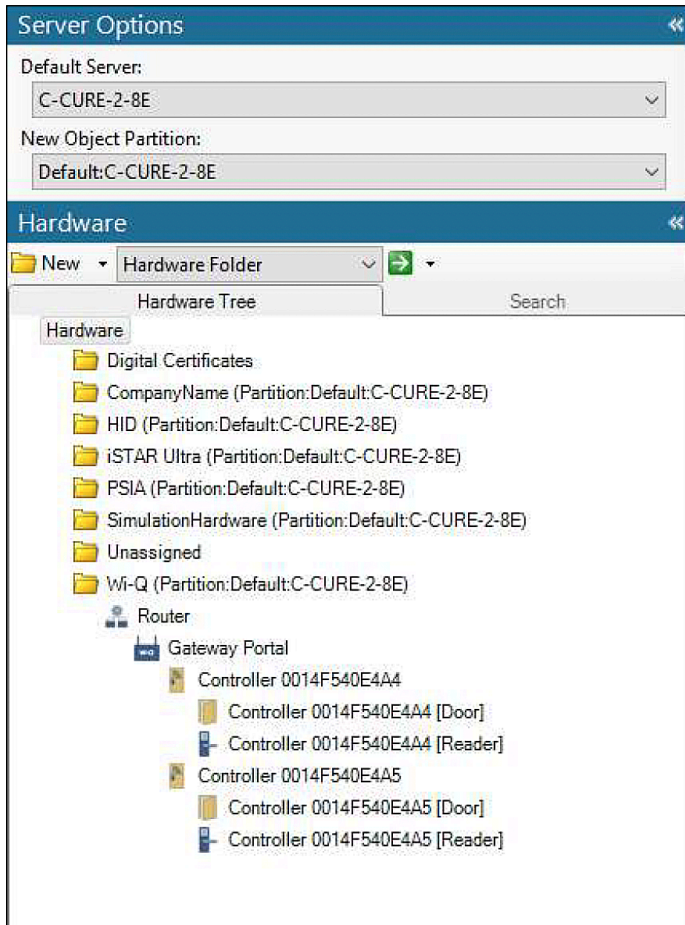 Server Options
Default Server:
C-CURE-2-8E
New Object Partition:
Default:C-CURE-2-8E
Hardware
New Hardware Folder
Hardware Tree Search
Hardware
Digital Certificates
CompanyName (Partition:Default:C-CURE-2-8E)
HID (Partition:Default:C-CURE-2-8E)
iSTAR Ultra (Partition:Default:C-CURE-2-8E)
PSIA (Partition:Default:C-CURE-2-8E)
SimulationHardware (Partition:Default:C-CURE-2-8E)
Unassigned
Wi-Q (Partition:Default:C-CURE-2-8E)
Router
Gateway Portal
Controller 0014F540E4A4
Controller 0014F540E4A4 [Door]
Controller 0014F540E4A4 [Reader]
Controller 0014F540E4A5
Controller 0014F540E4A5 [Door]
Controller 0014F540E4A5 [Reader]